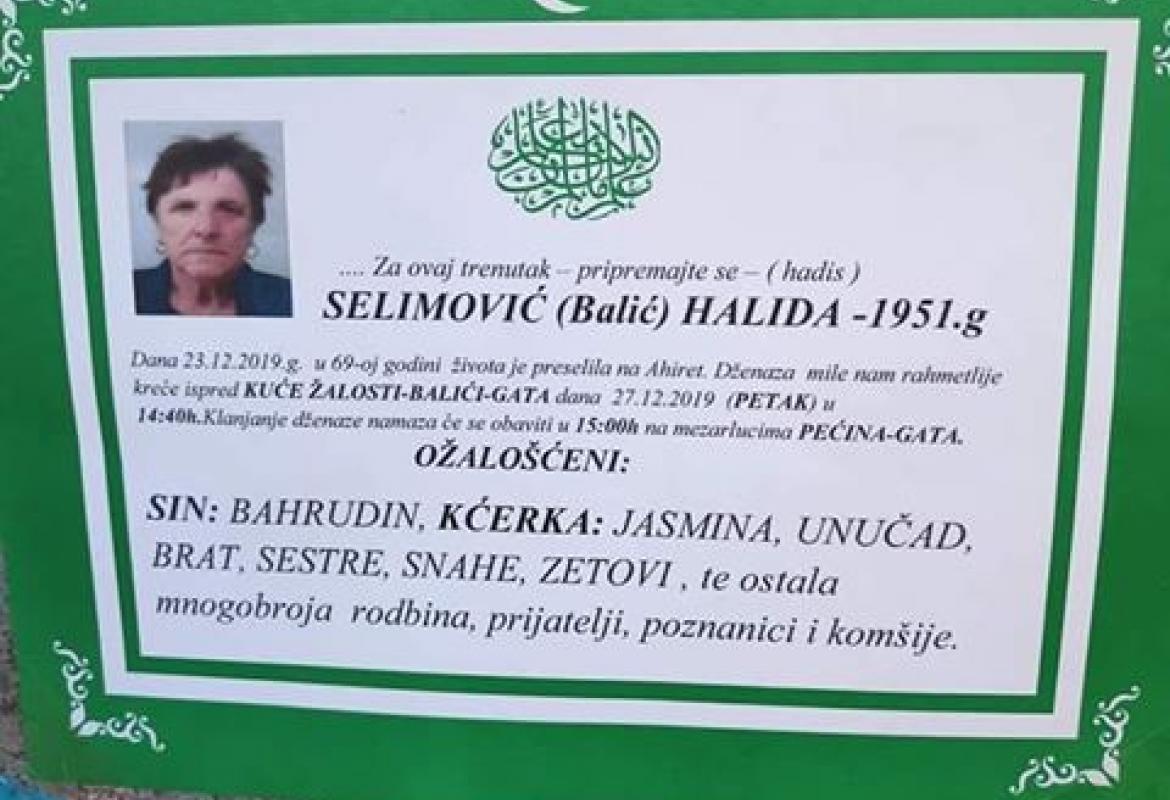 .... Za ovaj trenutak – pripremajte se – ( hadis )
SELIMOVIĆ (Balić) HALIDA -1951.g
Dana 23.12.2019.g. u 69-oj godini života je preselila na Ahiret. Dženaza mile nam rahmetlije
kreće ispred KUĆE ŽALOSTI-BALIĆI-GATA dana 27.12.2019 (PETAK) u
14:40h.Klanjanje dženaze namaza će se obaviti u 15:00h na mezarlucima PEĆINA-GATA.
OŽALOŠĆENI:
SIN: BAHRUDIN, KĆERKA: JASMINA, UNUČAD,
BRAT, SESTRE, SNAHE, ZETOVI , te ostala
mnogobroja rodbina, prijatelji, poznanici i komšije.